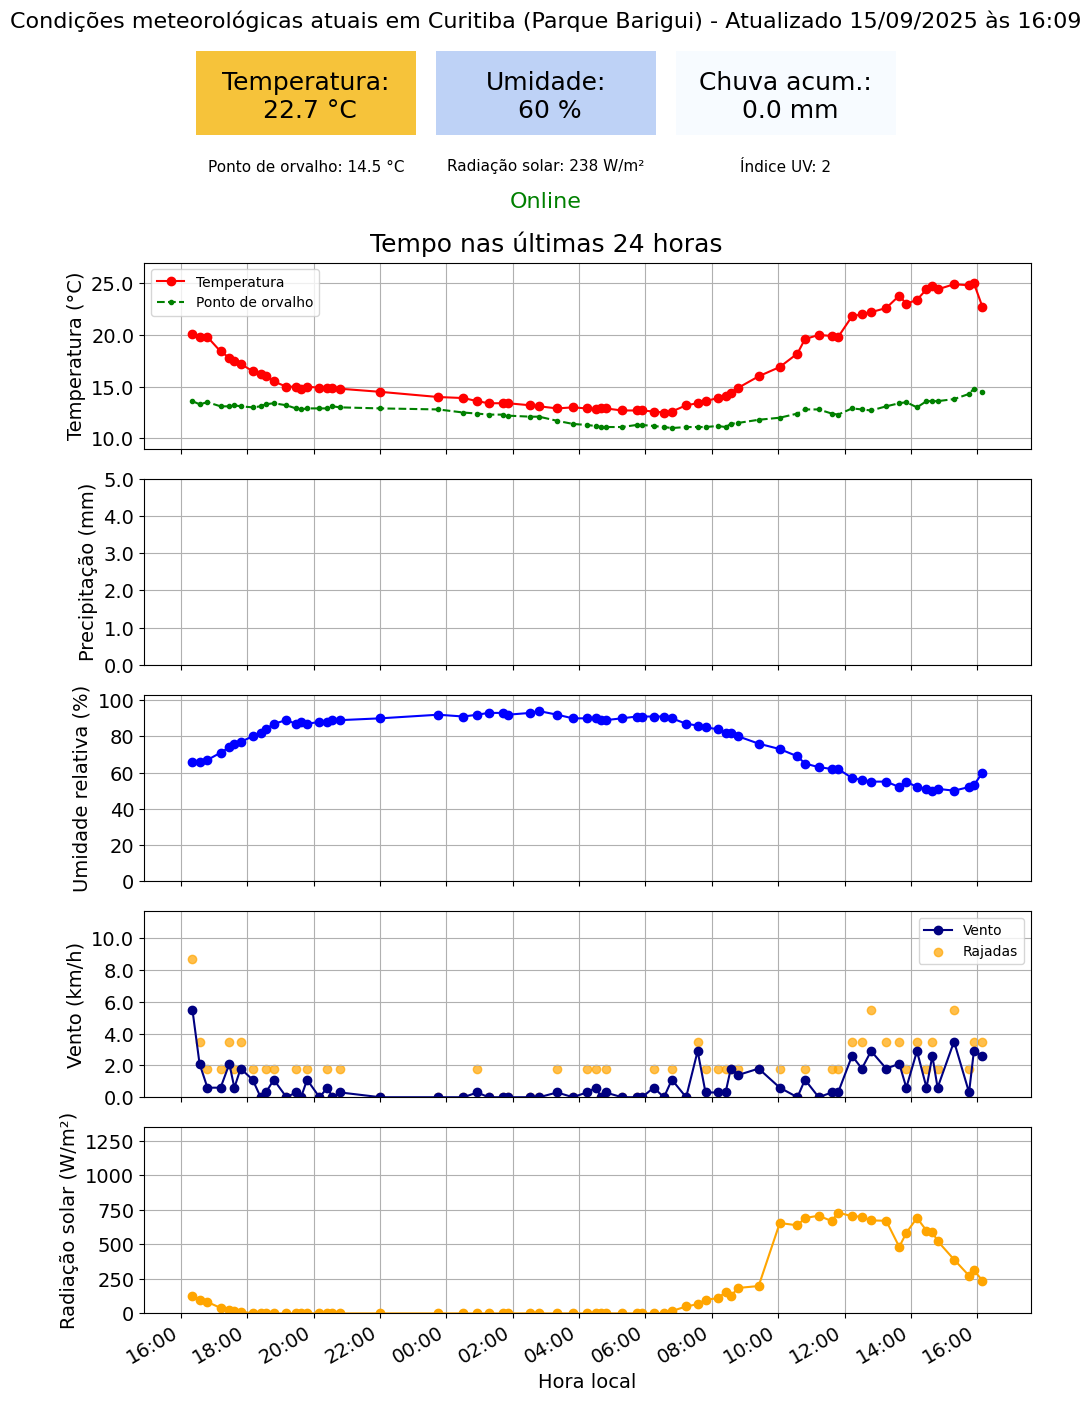 Condições meteorológicas atuais em Curitiba (Parque Barigui) - Atualizado 15/09/2025 às 16:09
Temperatura:
22.7 °C
Umidade:
60 %
Chuva acum.:
0.0 mm
Ponto de orvalho: 14.5 °C
Radiação solar: 238 W/m²
Índice UV: 2
Online
Tempo nas últimas 24 horas
Temperatura (°C)
25.0
20.0
15.0
10.0
Temperatura
Ponto de orvalho
Precipitação (mm)
5.0
4.0
3.0
2.0
1.0
0.0
Umidade relativa (%)
100
80
60
40
20
0
Vento (km/h)
10.0
8.0
6.0
4.0
2.0
0.0
Vento
Rajadas
Radiação solar (W/m²)
1250
1000
750
500
250
0
16:00
18:00
20:00
22:00
00:00
02:00
04:00
06:00
08:00
10:00
12:00
14:00
16:00
Hora local